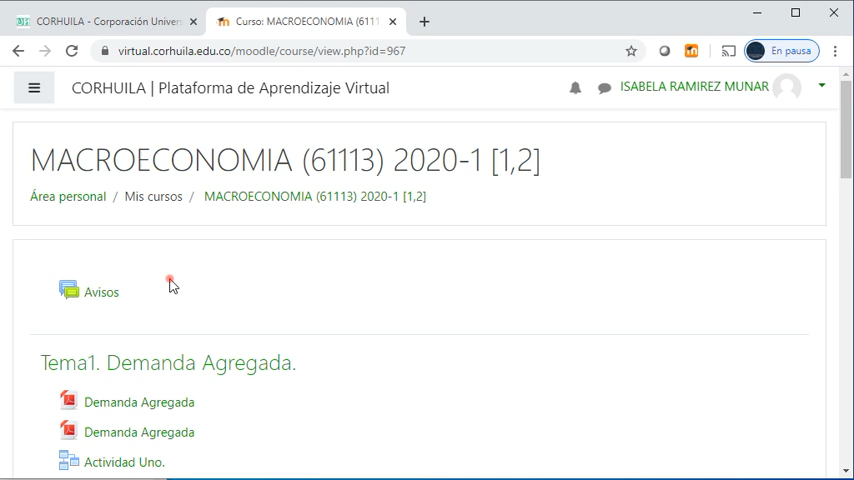 CORHUILA - Corporación Univers
Curso: MACROECONOMIA (6111
virtual.corhuila.edu.co/moodle/course/view.php?id=967
En pausa
CORHUILA | Plataforma de Aprendizaje Virtual
ISABELA RAMIREZ MUNAR
MACROECONOMIA (61113) 2020-1 [1,2]
Área personal / Mis cursos / MACROECONOMIA (61113) 2020-1 [1,2]
Avisos
Tema1. Demanda Agregada.
Demanda Agregada
Demanda Agregada
Actividad Uno.